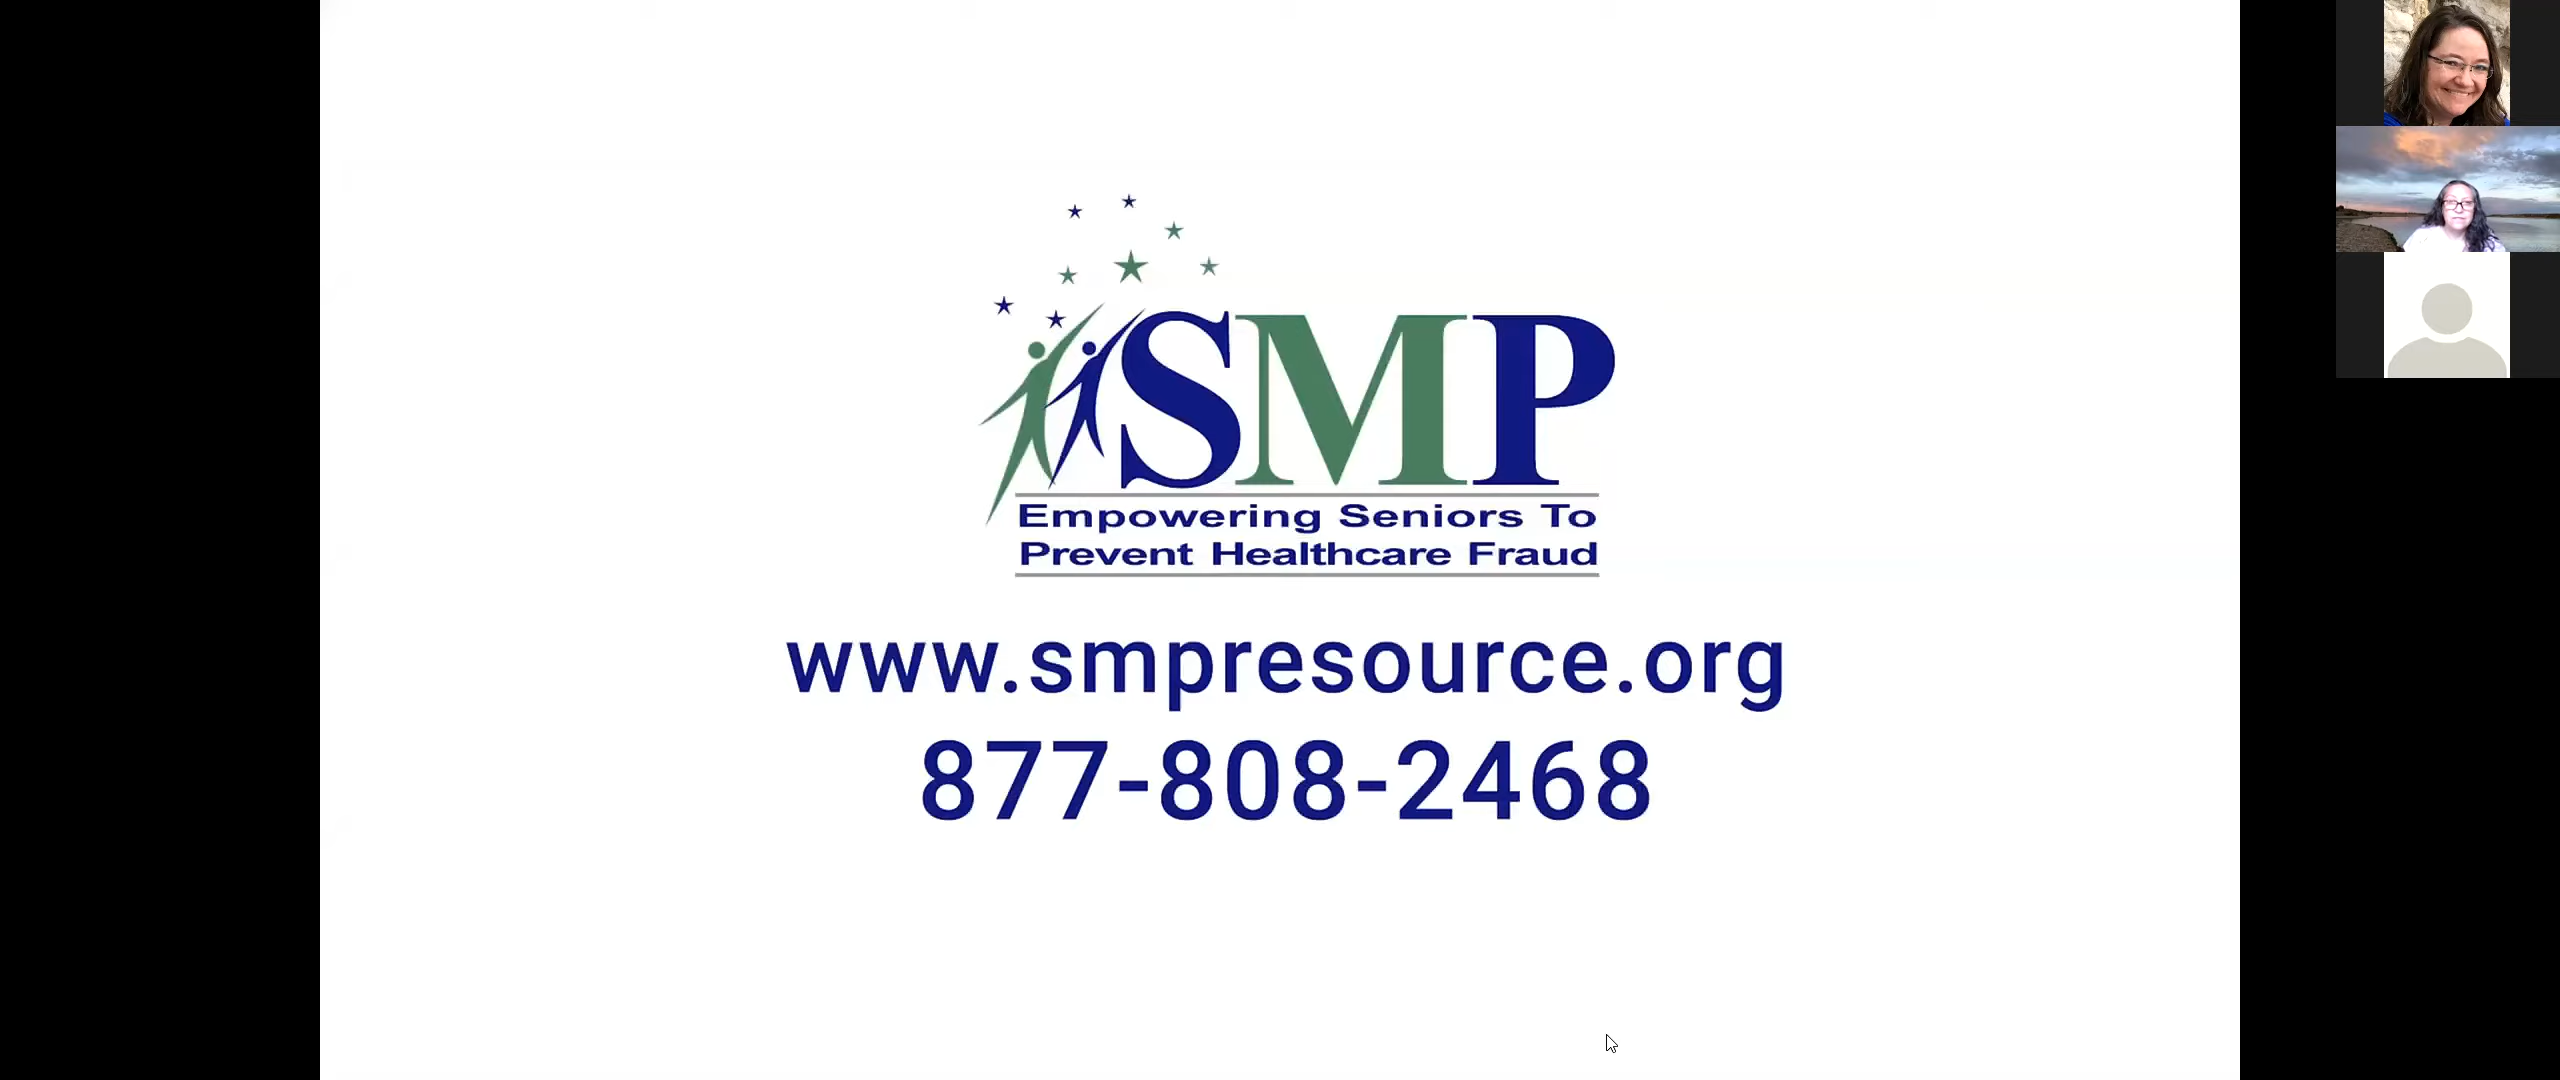 SMP
Empowering Seniors To
Prevent Healthcare Fraud
www.smpresource.org
877-808-2468